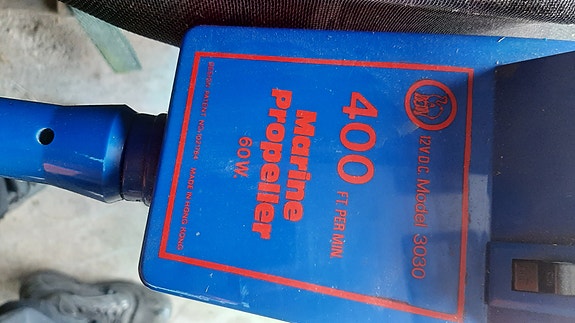 12V D.C. Model 3030
400 FT. PER MIN.
Marine
Propeller
60W.
MADE IN HONG KONG